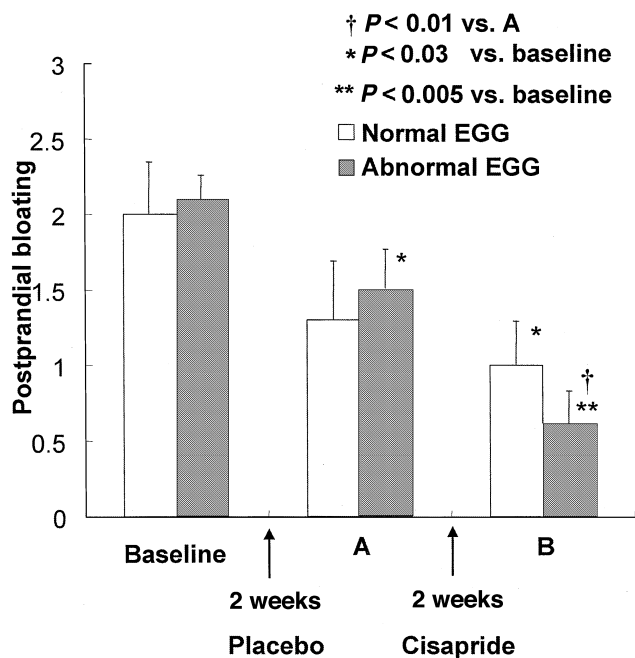 † P < 0.01 vs. A
* P < 0.03 vs. baseline
** P < 0.005 vs. baseline
Normal EGG
Abnormal EGG
Postprandial bloating
3
2.5
2
1.5
1
0.5
0
*
*
†
**
Baseline
A
B
2 weeks
2 weeks
Placebo
Cisapride